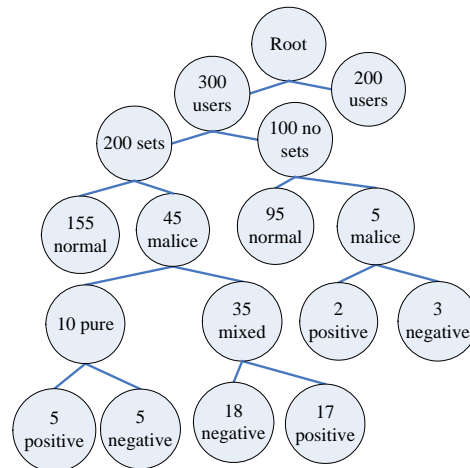 Root
300
users
200
users
200 sets
100 no
sets
155
normal
45
malice
95
normal
5
malice
10 pure
35
mixed
2
positive
3
negative
5
positive
5
negative
18
negative
17
positive